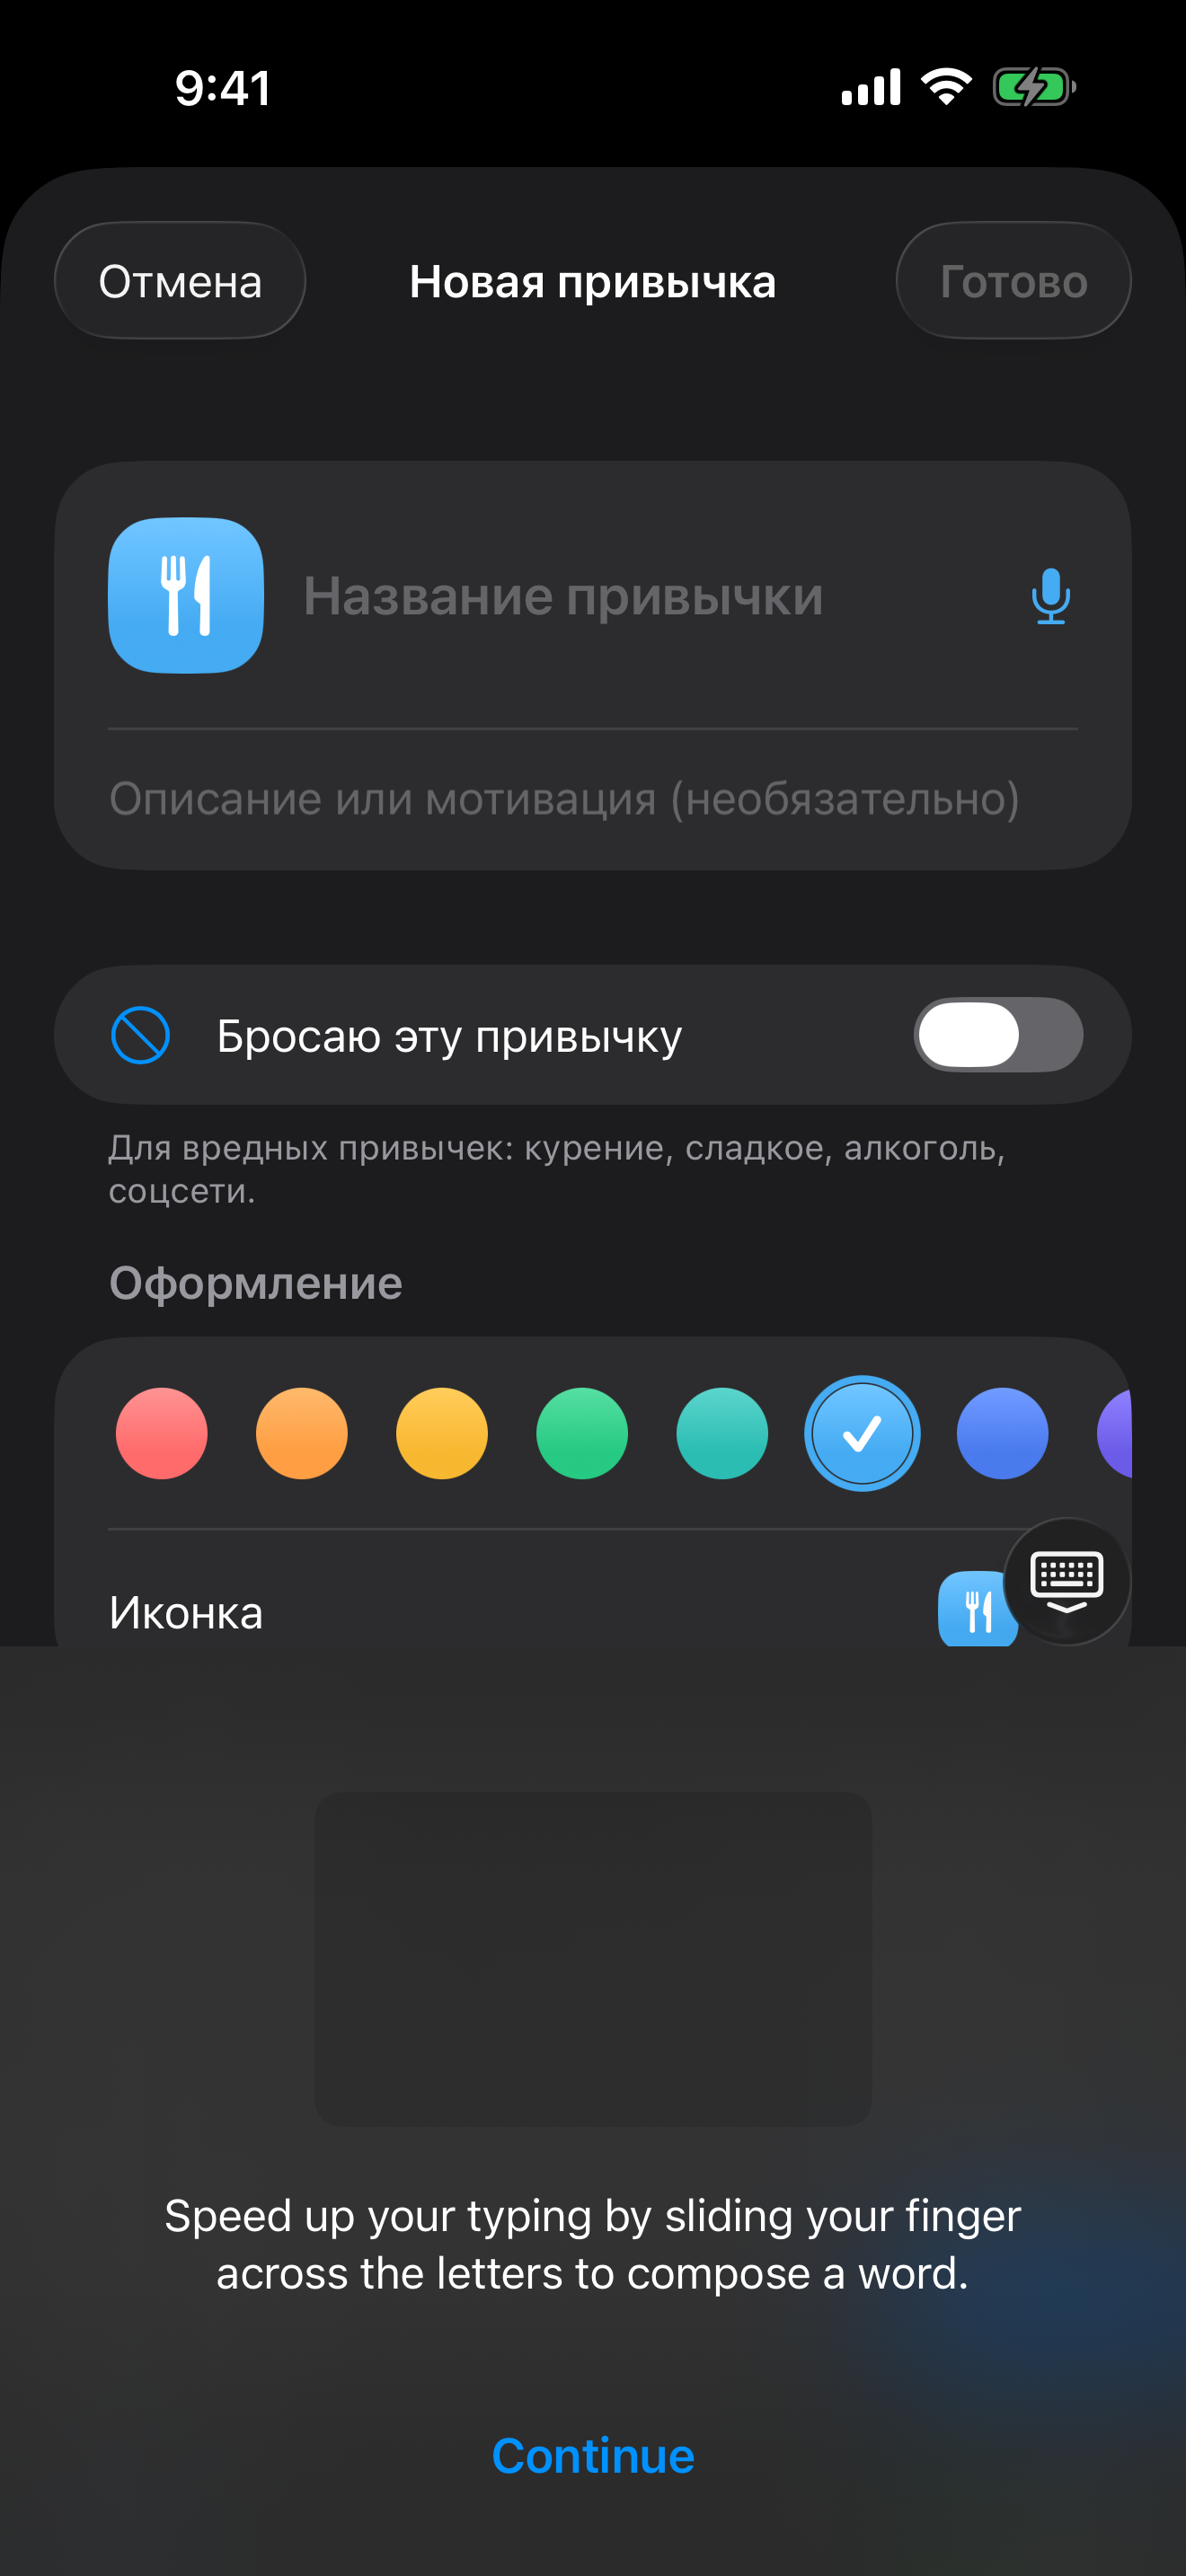 9:41
Отмена
Новая привычка
Готово
Название привычки
Описание или мотивация (необязательно)
Бросаю эту привычку
Для вредных привычек: курение, сладкое, алкоголь,
соцсети.
Оформление
Иконка
Speed up your typing by sliding your finger
across the letters to compose a word.
Continue